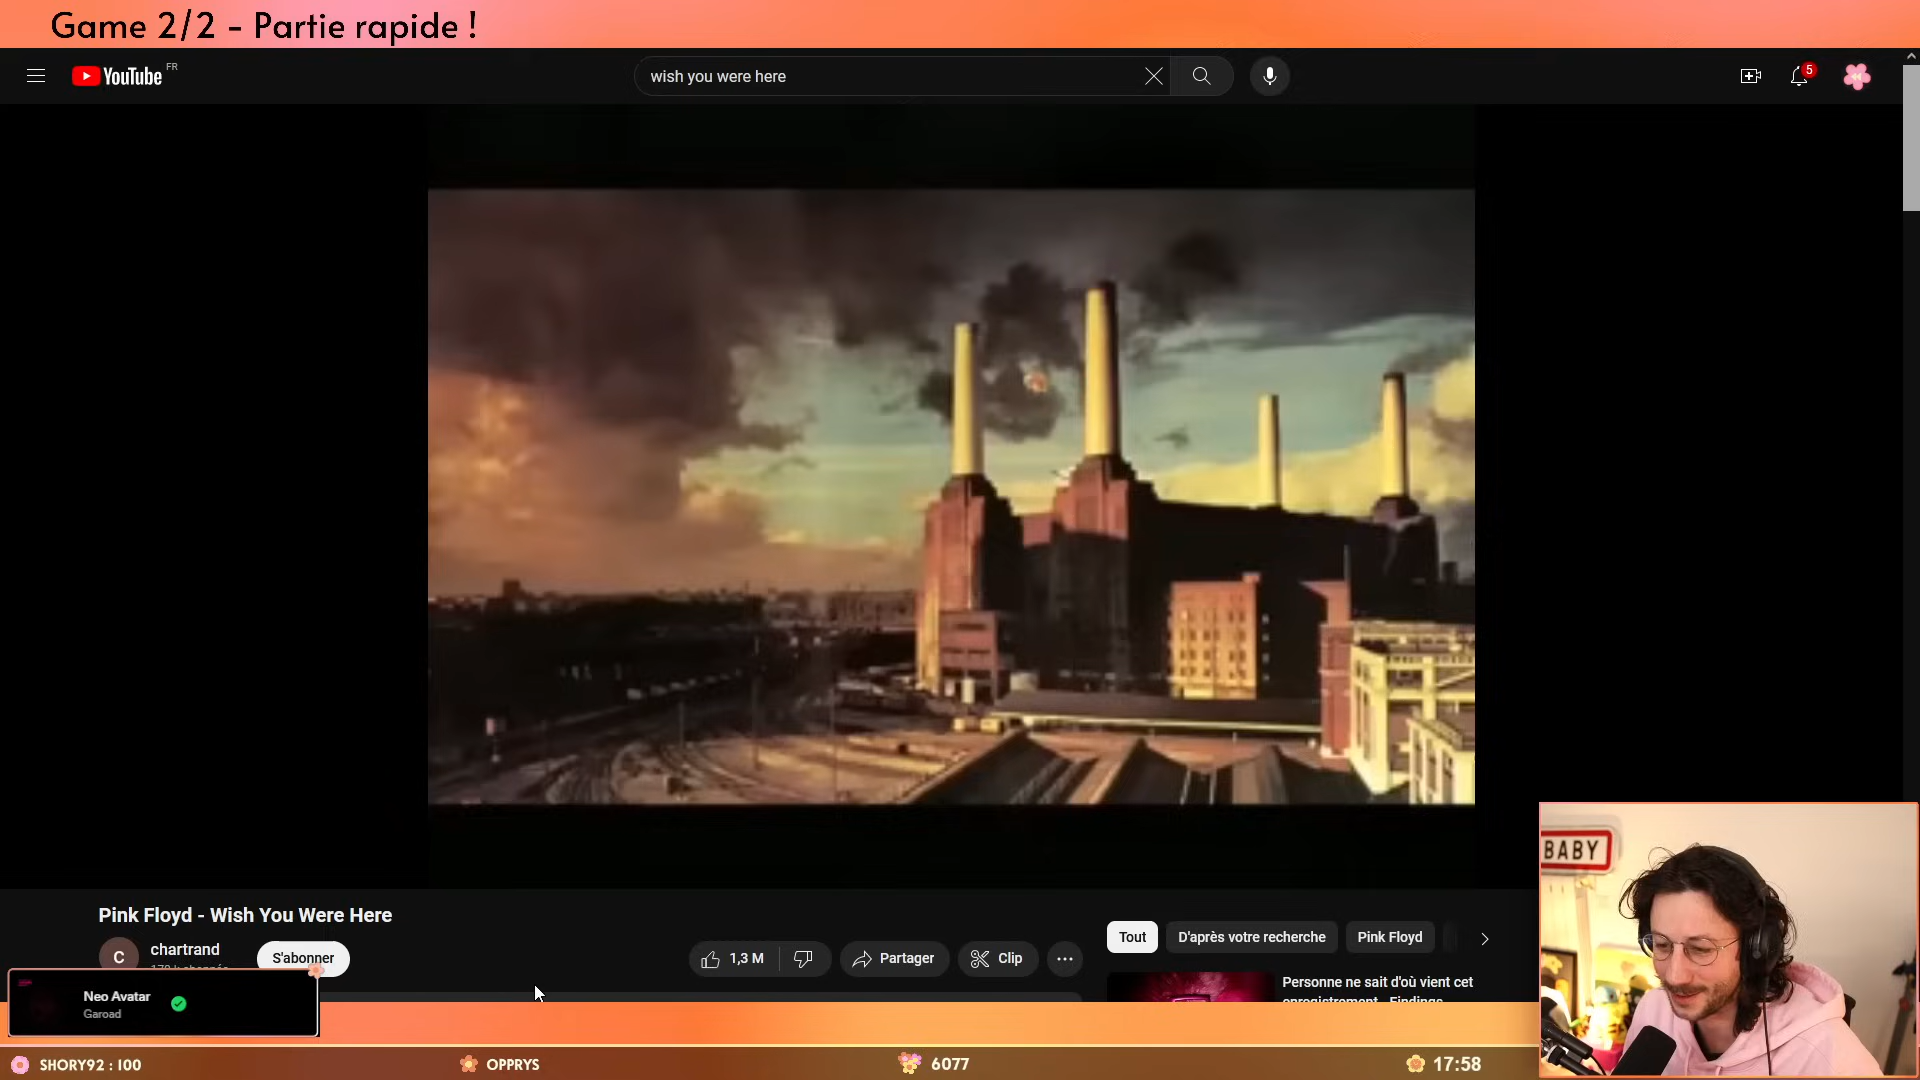 Game 2/2 - Partie rapide !
YouTube FR
wish you were here
5
Pink Floyd - Wish You Were Here
C
chartrand
S'abonner
1,3 M
Partager
Clip
Tout
D'après votre recherche
Pink Floyd
Personne ne sait d'où vient cet
enregistrement - Findings
Neo Avatar
Garoad
BABY
SHORY92 : 100
OPPRYS
6077
17:58